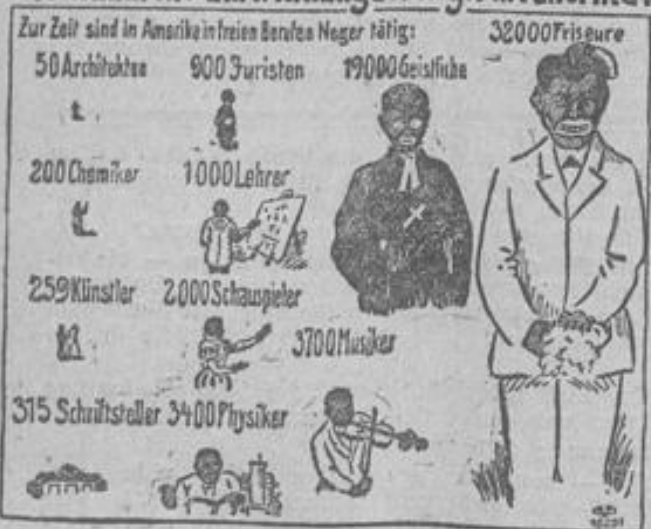 Zur Zeit sind in Amerika in freien Berufen Neger tätig:
32000 Friseure
50 Architekten 900 Juristen 19000 Geistliche
200 Chemiker 1000 Lehrer
259 Künstler 2000 Schauspieler
3700 Musiker
315 Schriftsteller 3400 Physiker